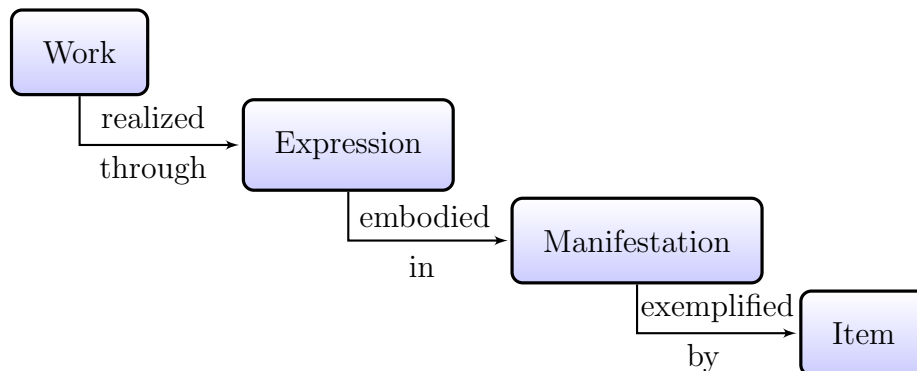 Work
realized
through
Expression
embodied
in
Manifestation
exemplified
by
Item